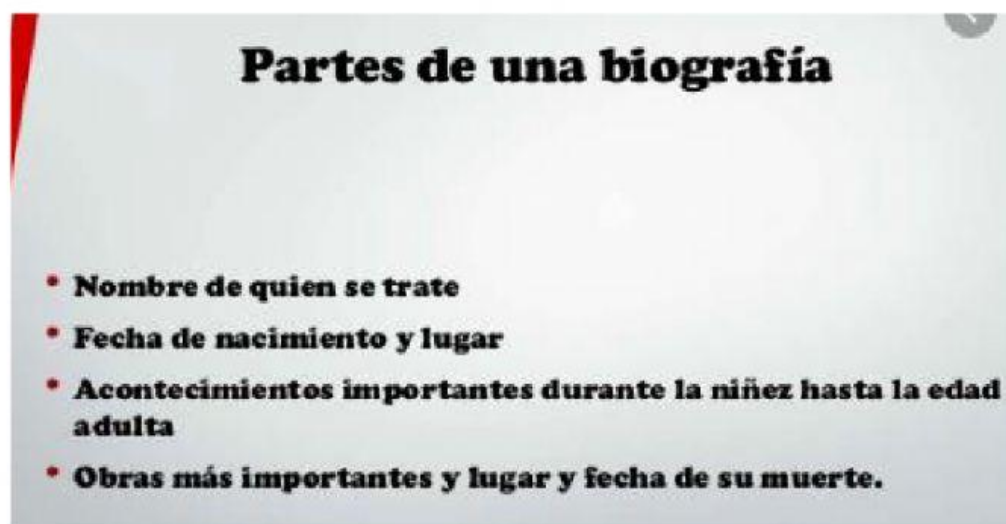 Partes de una biografía
• Nombre de quien se trate
• Fecha de nacimiento y lugar
• Acontecimientos importantes durante la niñez hasta la edad
adulta
• Obras más importantes y lugar y fecha de su muerte.